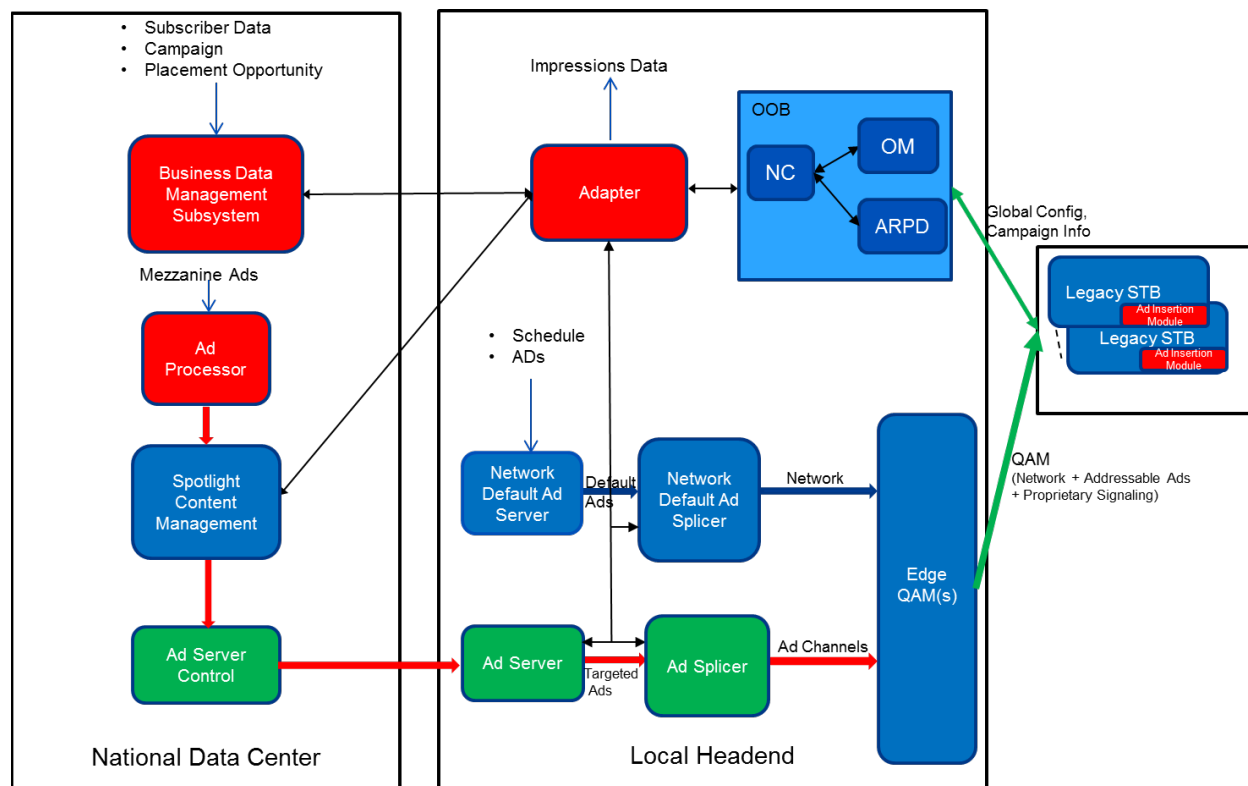 • Subscriber Data
• Campaign
• Placement Opportunity
Business Data
Management
Subsystem
Mezzanine Ads
Ad
Processor
Spotlight
Content
Management
Ad Server
Control
National Data Center
Impressions Data
Adapter
OOB
NC
OM
ARPD
• Schedule
• ADs
Network
Default Ad
Server
Default
Ads
Network
Default Ad
Splicer
Network
Ad Server
Targeted
Ads
Ad Splicer
Ad Channels
Edge
QAM(s)
Local Headend
Global Config,
Campaign Info
Legacy STB
Ad Insertion
Module
Legacy STB
Ad Insertion
Module
QAM
(Network + Addressable Ads
+ Proprietary Signaling)